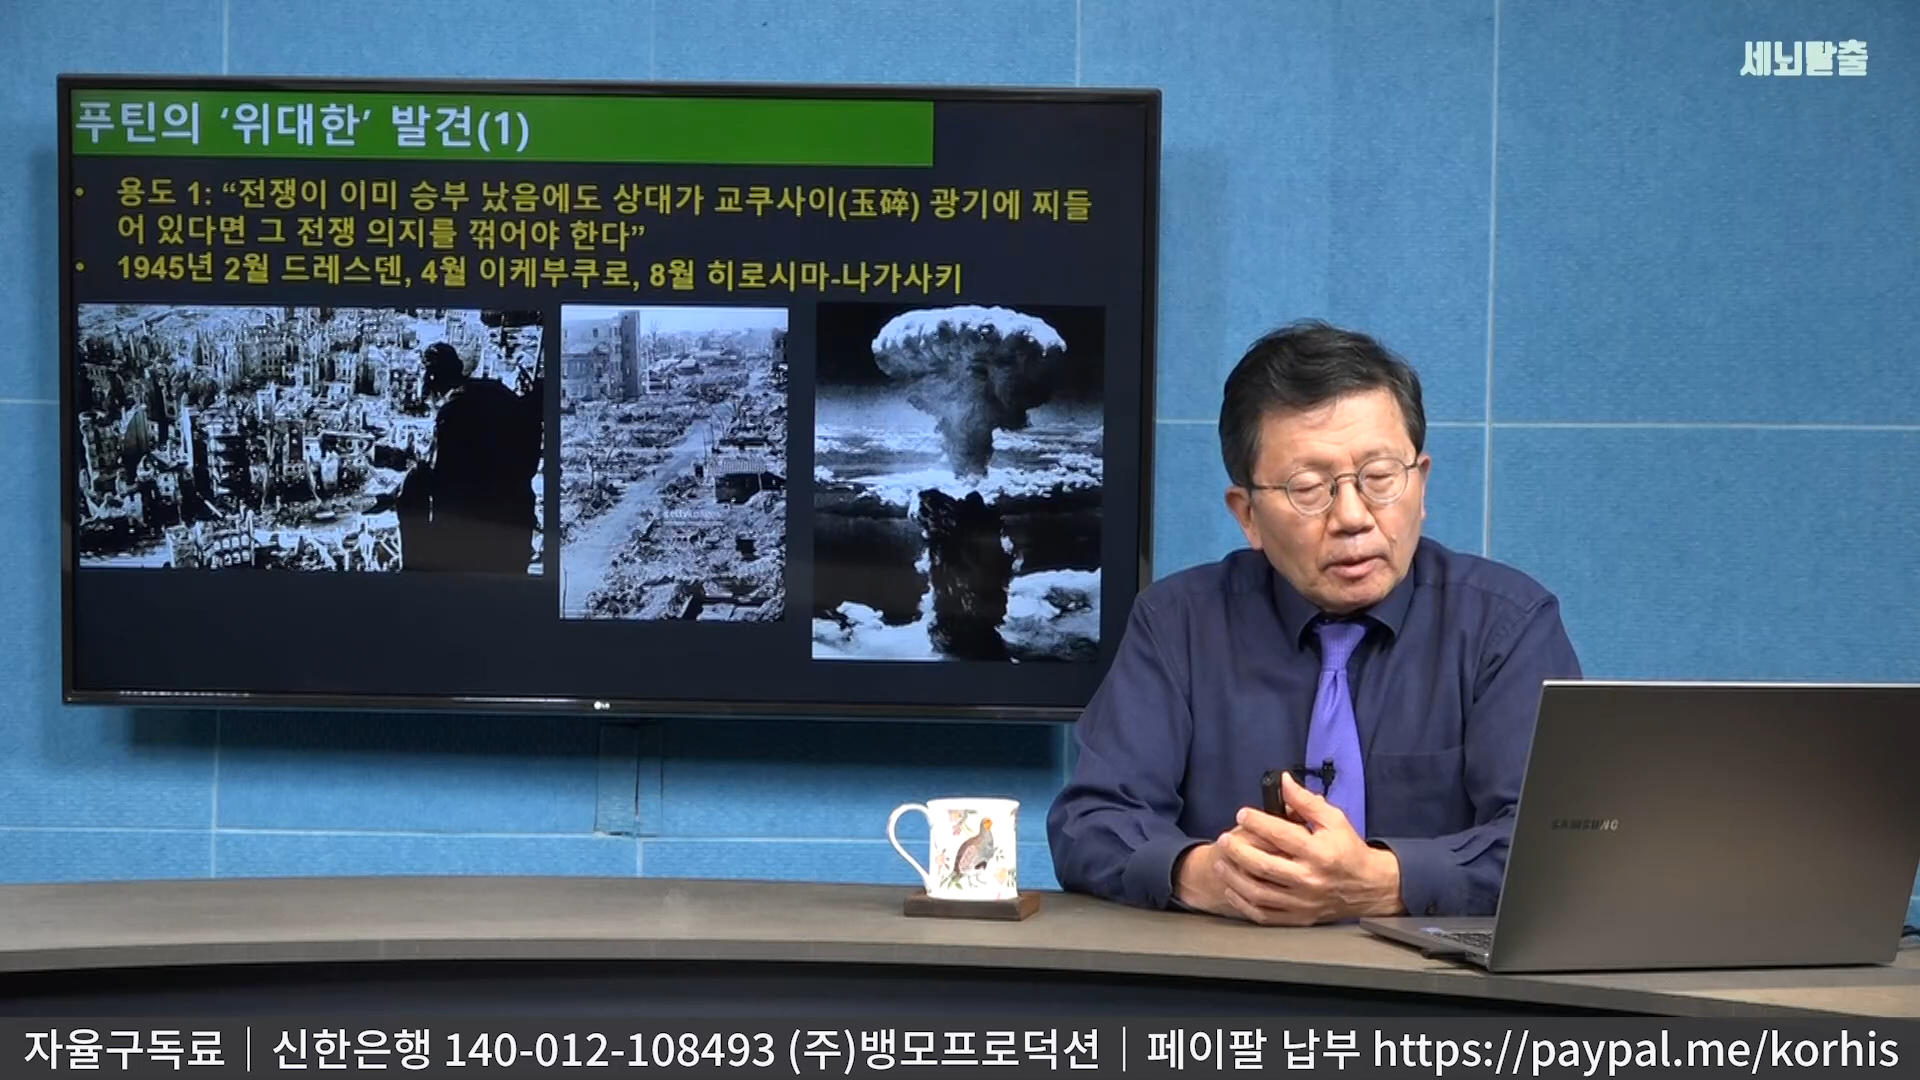 세뇌탈출
푸틴의 ‘위대한’ 발견(1)
• 용도 1: “전쟁이 이미 승부 났음에도 상대가 교쿠사이(玉碎) 광기에 찌들
어 있다면 그 전쟁 의지를 꺾어야 한다”
• 1945년 2월 드레스덴, 4월 이케부쿠로, 8월 히로시마-나가사키
LG
SAMSUNG
자율구독료｜신한은행 140-012-108493 (주)뱅모프로덕션｜페이팔 납부 https://paypal.me/korhis